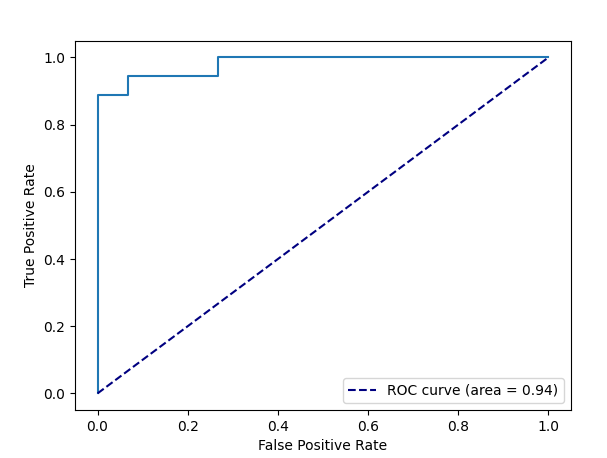 1.0
0.8
0.6
0.4
0.2
0.0
True Positive Rate
ROC curve (area = 0.94)
0.0 0.2 0.4 0.6 0.8 1.0
False Positive Rate